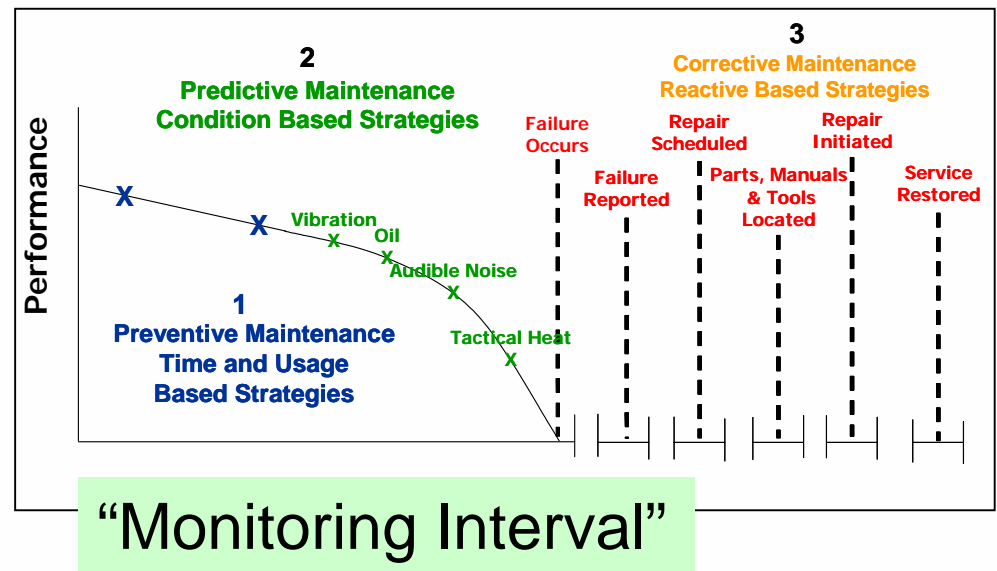 2
Predictive Maintenance
Condition Based Strategies
3
Corrective Maintenance
Reactive Based Strategies
Failure
Occurs
Failure
Reported
Repair
Scheduled
Parts, Manuals
& Tools
Located
Repair
Initiated
Service
Restored
Performance
X
X
Vibration
X
Oil
X
Audible Noise
X
Tactical Heat
X
1
Preventive Maintenance
Time and Usage
Based Strategies
“Monitoring Interval”